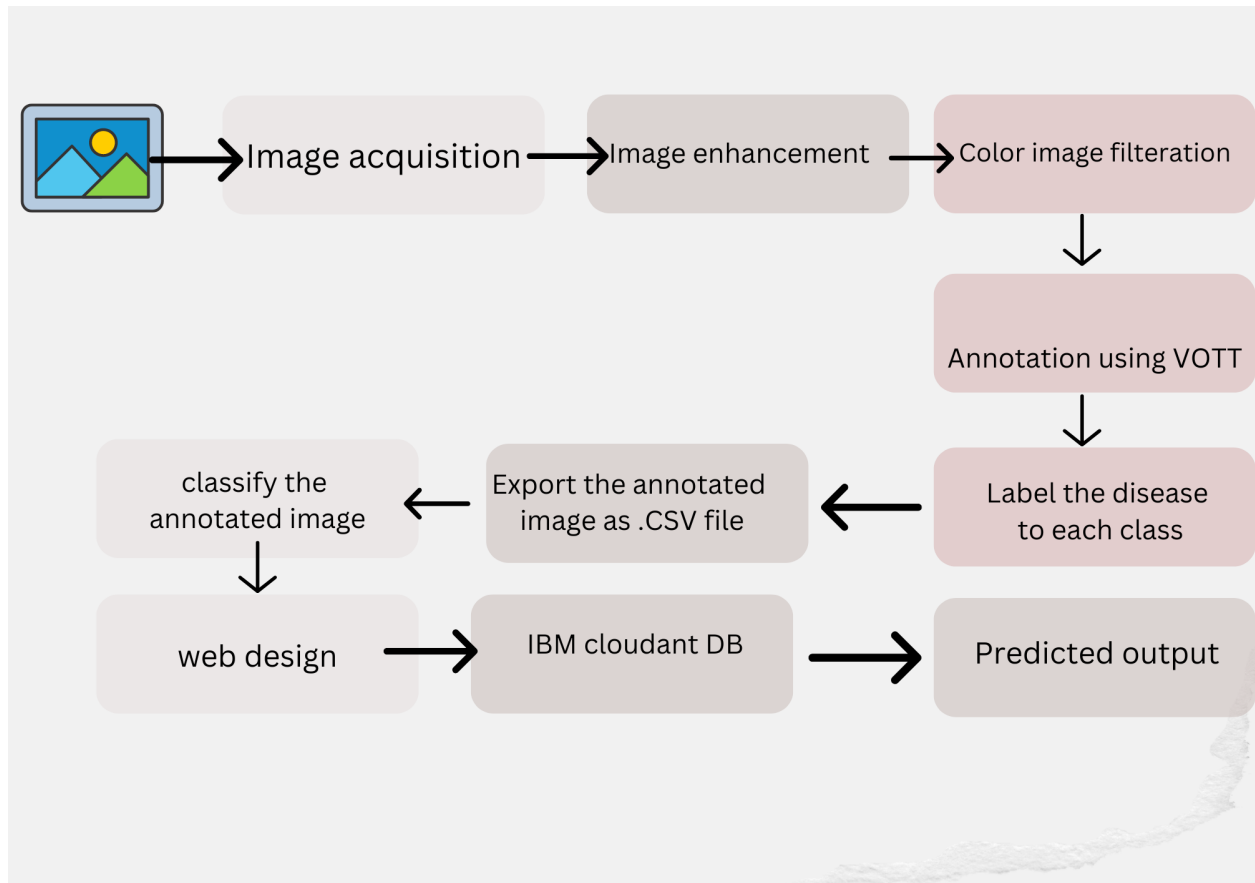 Image acquisition
Image enhancement
Color image filteration
Annotation using VOTT
Label the disease
to each class
Export the annotated
image as .CSV file
classify the
annotated image
web design
IBM cloudant DB
Predicted output